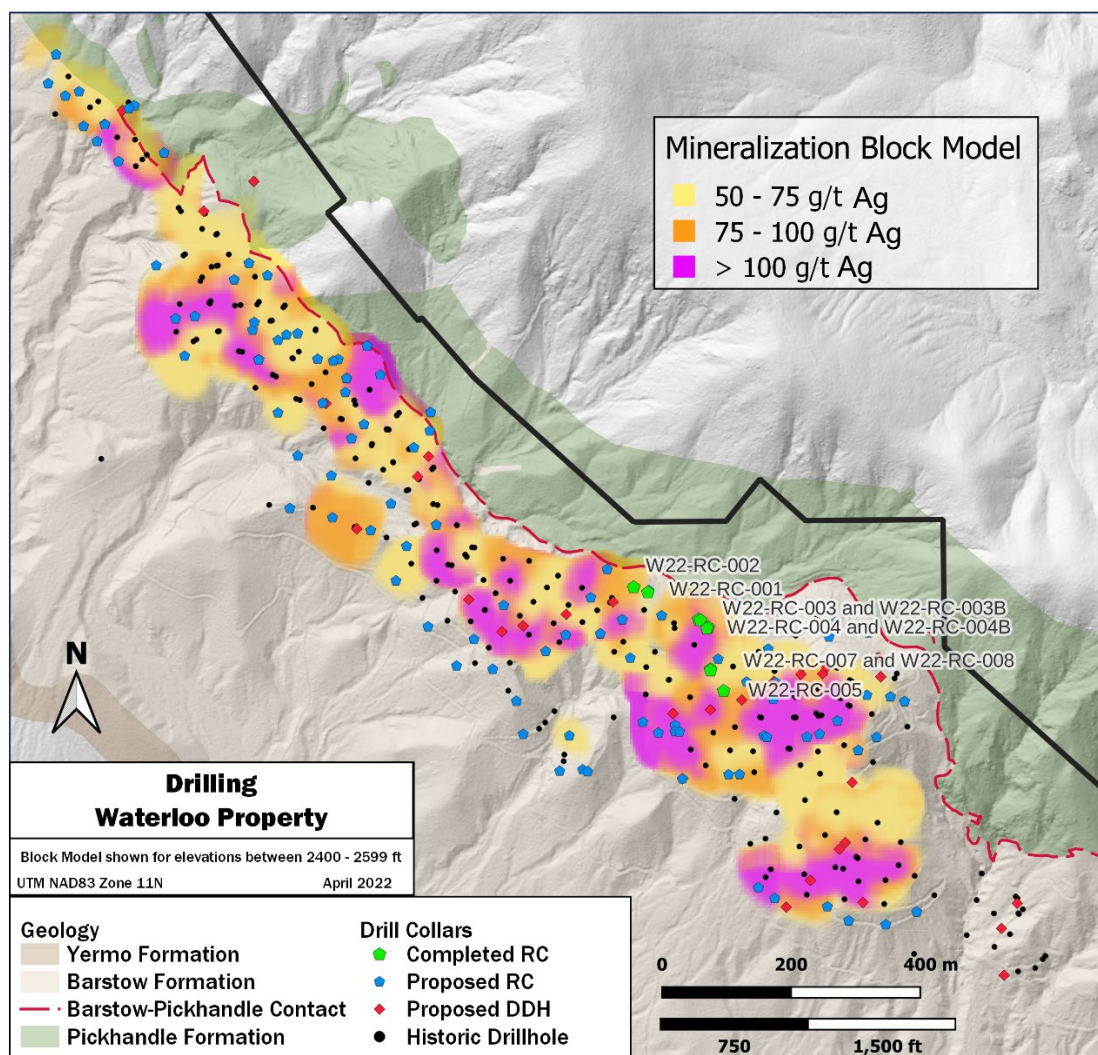 Mineralization Block Model
50 - 75 g/t Ag
75 - 100 g/t Ag
> 100 g/t Ag
W22-RC-002
W22-RC-001
W22-RC-003 and W22-RC-003B
W22-RC-004 and W22-RC-004B
W22-RC-007 and W22-RC-008
W22-RC-005
N
Drilling
Waterloo Property
Block Model shown for elevations between 2400 - 2599 ft
UTM NAD83 Zone 11N April 2022
Geology
Yermo Formation
Barstow Formation
Barstow-Pickhandle Contact
Pickhandle Formation
Drill Collars
Completed RC
Proposed RC
Proposed DDH
Historic Drillhole
0 200 400 m
750 1,500 ft